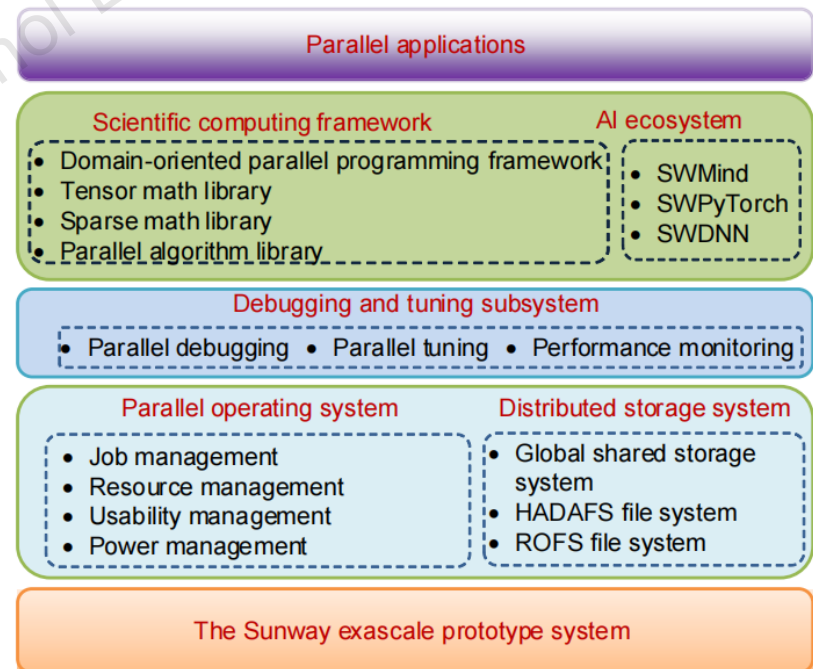 Parallel applications
Scientific computing framework
• Domain-oriented parallel programming framework
• Tensor math library
• Sparse math library
• Parallel algorithm library
AI ecosystem
• SWMind
• SWPyTorch
• SWDNN
Debugging and tuning subsystem
• Parallel debugging • Parallel tuning • Performance monitoring
Parallel operating system
• Job management
• Resource management
• Usability management
• Power management
Distributed storage system
• Global shared storage
system
• HADAFS file system
• ROFS file system
The Sunway exascale prototype system